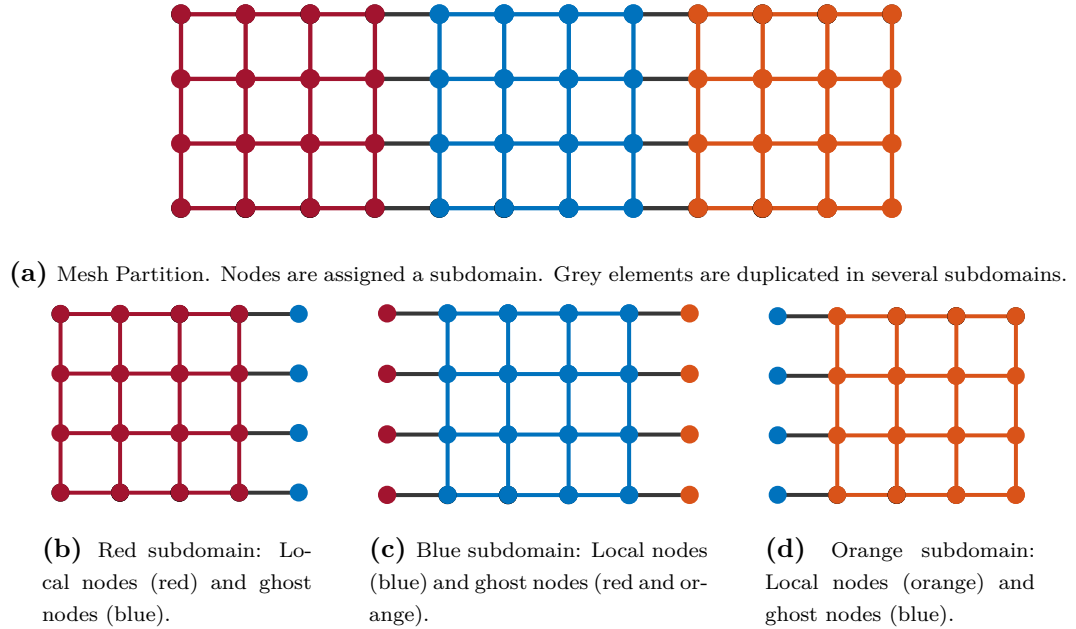 (a) Mesh Partition. Nodes are assigned a subdomain. Grey elements are duplicated in several subdomains.
(b) Red subdomain: Lo-
cal nodes (red) and ghost
nodes (blue).
(c) Blue subdomain: Local nodes
(blue) and ghost nodes (red and or-
ange).
(d) Orange subdomain:
Local nodes (orange) and
ghost nodes (blue).